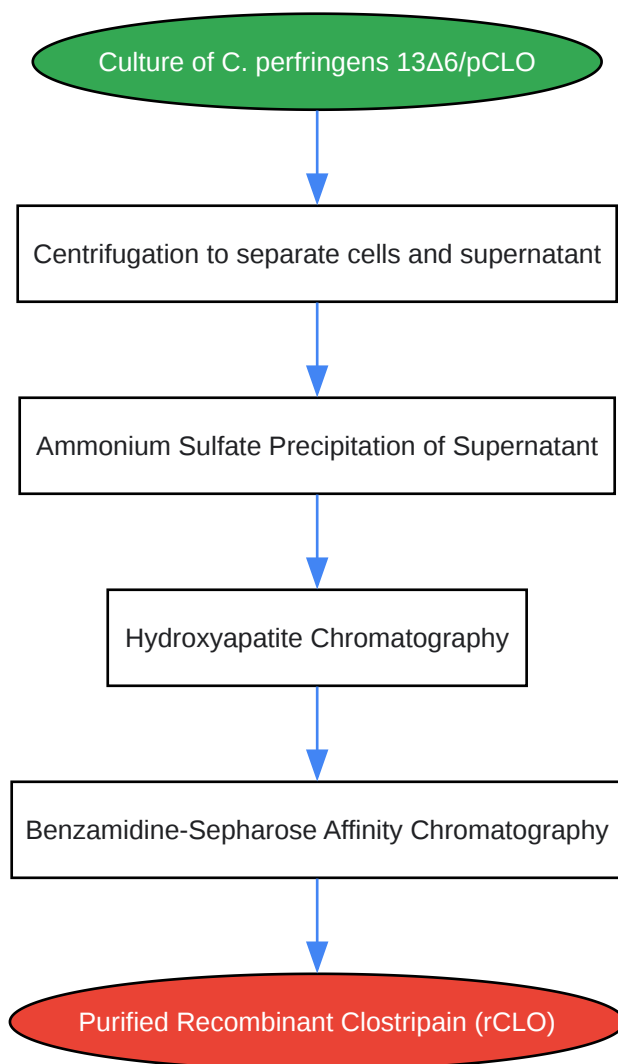 Culture of C. perfringens 13Δ6/pCLO
Centrifugation to separate cells and supernatant
Ammonium Sulfate Precipitation of Supernatant
Hydroxyapatite Chromatography
Benzamidine-Sepharose Affinity Chromatography
Purified Recombinant Clostripain (rCLO)